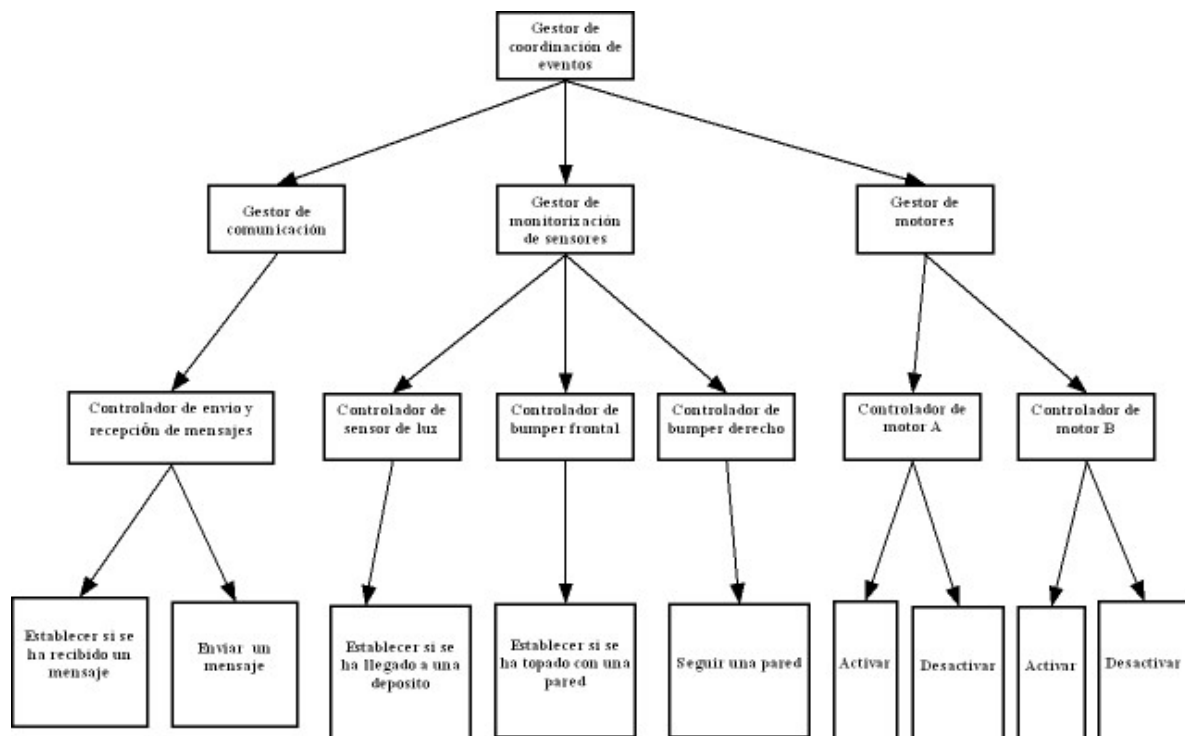 Gestor de
coordinación de
eventos
Gestor de
comunicación
Gestor de
monitorización
de sensores
Gestor de
motores
Controlador de envio y
recepción de mensajes
Controlador de
sensor de lux
Controlador de
bumper frontal
Controlador de
bumper derecho
Controlador de
motor A
Controlador de
motor B
Establecer si se
ha recibido un
mensaje
Enviar un
mensaje
Establecer si se
ha llegado a una
deposito
Establecer si se
ha topado con una
pared
Seguir una pared
Activar
Desactivar
Activar
Desactivar